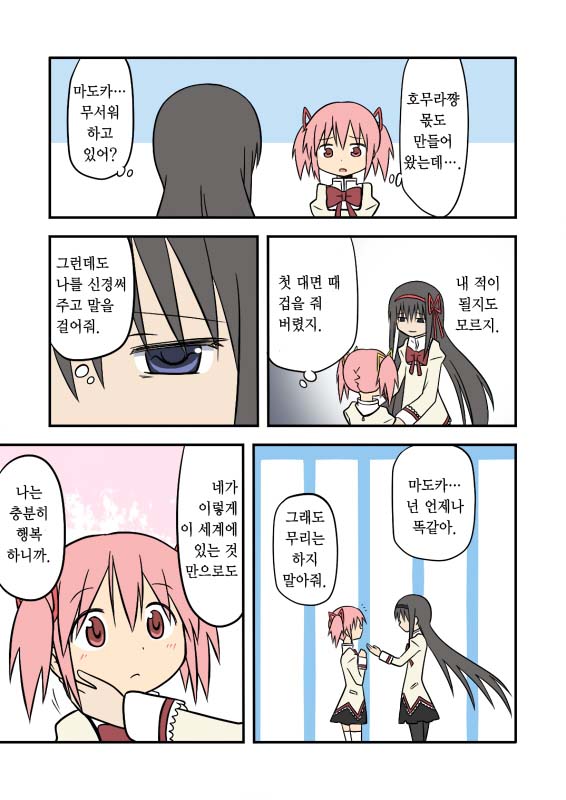 호무라쨩
몫도
만들어
왔는데….
마도카…
무서워
하고
있어?
내 적이
될지도
모르지.
첫 대면 때
겁을 줘
버렸지.
그런데도
나를 신경써
주고 말을
걸어줘.
마도카…
넌 언제나
똑같아.
그래도
무리는
하지
말아줘.
네가
이렇게
이 세계에
있는 것
만으로도
나는
충분히
행복
하니까.